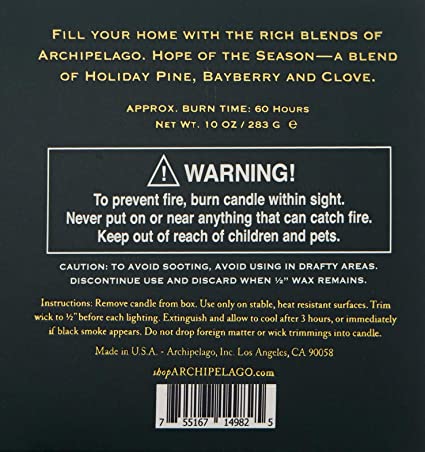 Fill your home with the rich blends of
Archipelago. Hope of the Season—a blend
of Holiday Pine, Bayberry and Clove.
Approx. Burn Time: 60 Hours
Net Wt. 10 oz / 283 g ℮
WARNING!
To prevent fire, burn candle within sight.
Never put on or near anything that can catch fire.
Keep out of reach of children and pets.
CAUTION: TO AVOID SOOTING, AVOID USING IN DRAFTY AREAS.
DISCONTINUE USE AND DISCARD WHEN ½" WAX REMAINS.
Instructions: Remove candle from box. Use only on stable, heat resistant surfaces. Trim
wick to ½" before each lighting. Extinguish and allow to cool after 3 hours, or immediately
if black smoke appears. Do not drop foreign matter or wick trimmings into candle.
Made in U.S.A. - Archipelago, Inc. Los Angeles, CA 90058
shopARCHIPELAGO.com
7 55167 14982 5